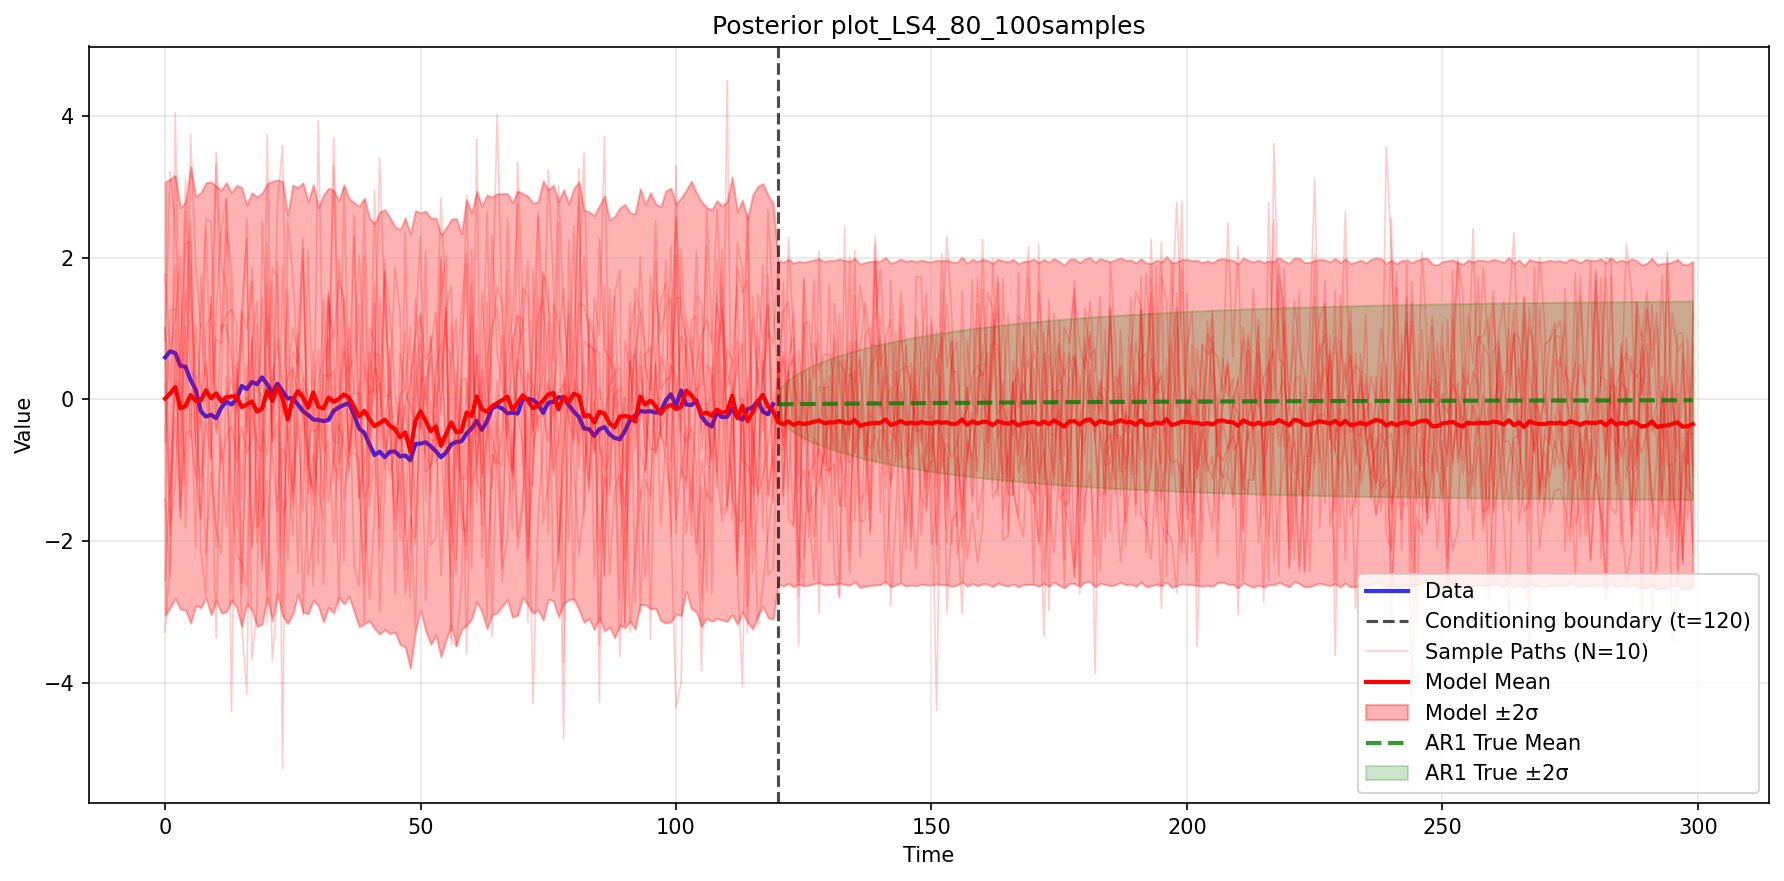 Posterior plot_LS4_80_100samples
Value
4
2
0
−2
−4
0
50
100
150
200
250
300
Time
Data
Conditioning boundary (t=120)
Sample Paths (N=10)
Model Mean
Model ±2σ
AR1 True Mean
AR1 True ±2σ